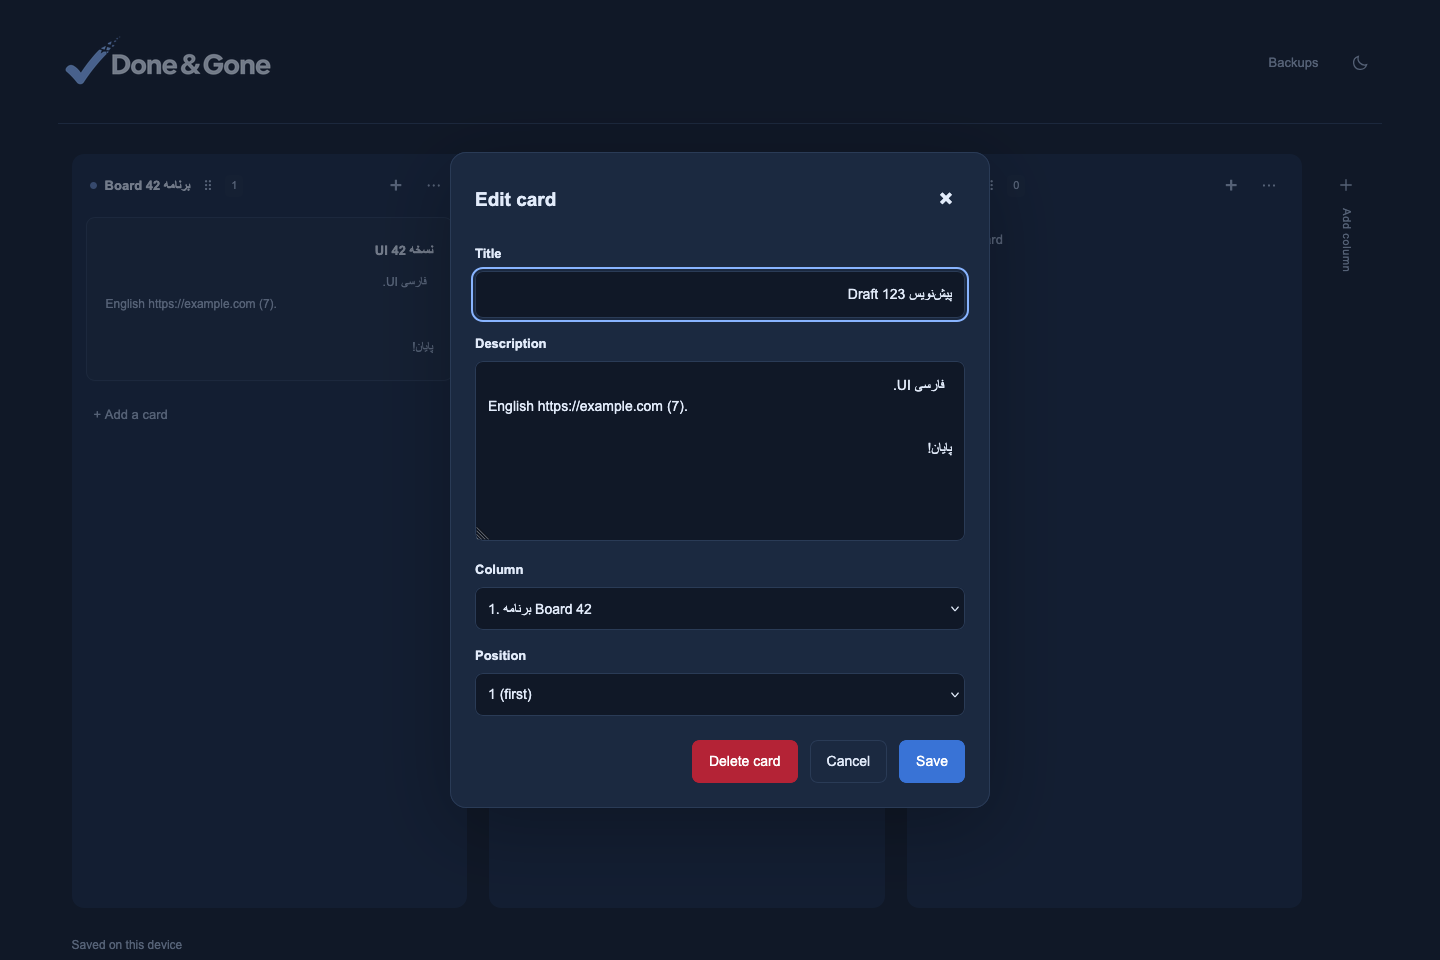 Done & Gone
Backups
Board 42 برنامه
1
نسخه UI 42
فارسی UI.
English https://example.com (7).
پایان!
+ Add a card
0
rd
Add column
Edit card
Title
پیش‌نویس Draft 123
Description
فارسی UI.
English https://example.com (7).
پایان!
Column
1. برنامه Board 42
Position
1 (first)
Delete card
Cancel
Save
Saved on this device